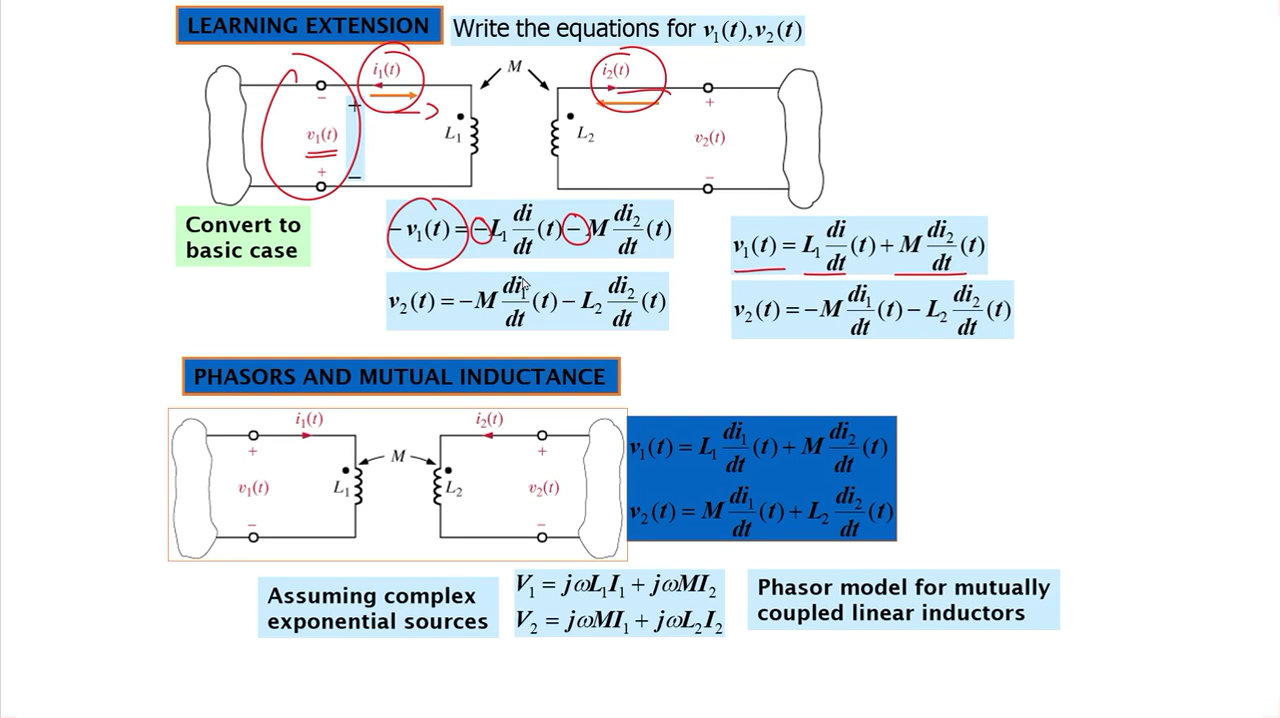 LEARNING EXTENSION Write the equations for v₁(t), v₂(t)
i₁(t) M i₂(t)
− + +
v₁(t) L₁ L₂ v₂(t)
+ − −
Convert to
basic case
−v₁(t) = −L₁ di/dt (t) − M di₂/dt (t)
v₂(t) = −M di₁/dt (t) − L₂ di₂/dt (t)
v₁(t) = L₁ di/dt (t) + M di₂/dt (t)
v₂(t) = −M di₁/dt (t) − L₂ di₂/dt (t)
PHASORS AND MUTUAL INDUCTANCE
i₁(t) i₂(t)
+ M +
v₁(t) L₁ L₂ v₂(t)
− −
v₁(t) = L₁ di₁/dt (t) + M di₂/dt (t)
v₂(t) = M di₁/dt (t) + L₂ di₂/dt (t)
Assuming complex
exponential sources
V₁ = jωL₁I₁ + jωMI₂
V₂ = jωMI₁ + jωL₂I₂
Phasor model for mutually
coupled linear inductors